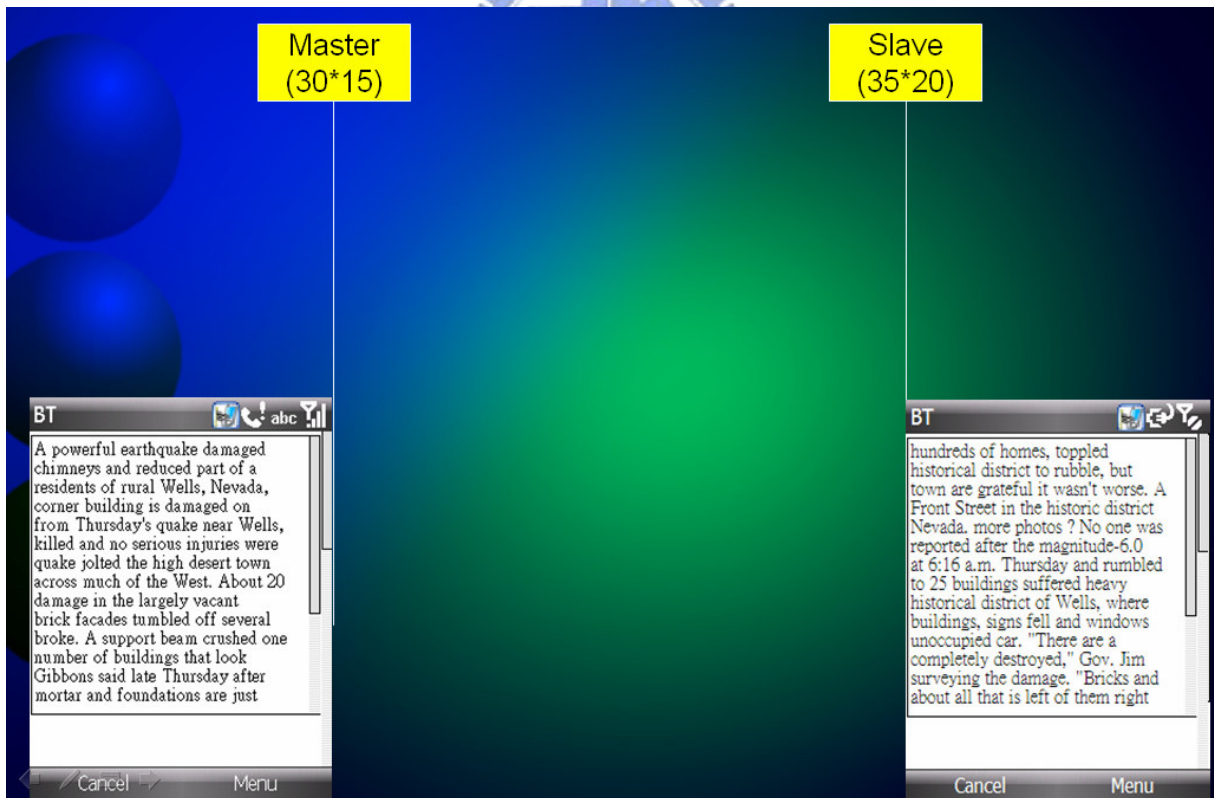 Master
(30*15)
Slave
(35*20)
BT
abc
A powerful earthquake damaged
chimneys and reduced part of a
residents of rural Wells, Nevada,
corner building is damaged on
from Thursday's quake near Wells,
killed and no serious injuries were
quake jolted the high desert town
across much of the West. About 20
damage in the largely vacant
brick facades tumbled off several
broke. A support beam crushed one
number of buildings that look
Gibbons said late Thursday after
mortar and foundations are just
Cancel
Menu
BT
hundreds of homes, toppled
historical district to rubble, but
town are grateful it wasn't worse. A
Front Street in the historic district
Nevada. more photos ? No one was
reported after the magnitude-6.0
at 6:16 a.m. Thursday and rumbled
to 25 buildings suffered heavy
historical district of Wells, where
buildings, signs fell and windows
unoccupied car. "There are a
completely destroyed," Gov. Jim
surveying the damage. "Bricks and
about all that is left of them right
Cancel
Menu